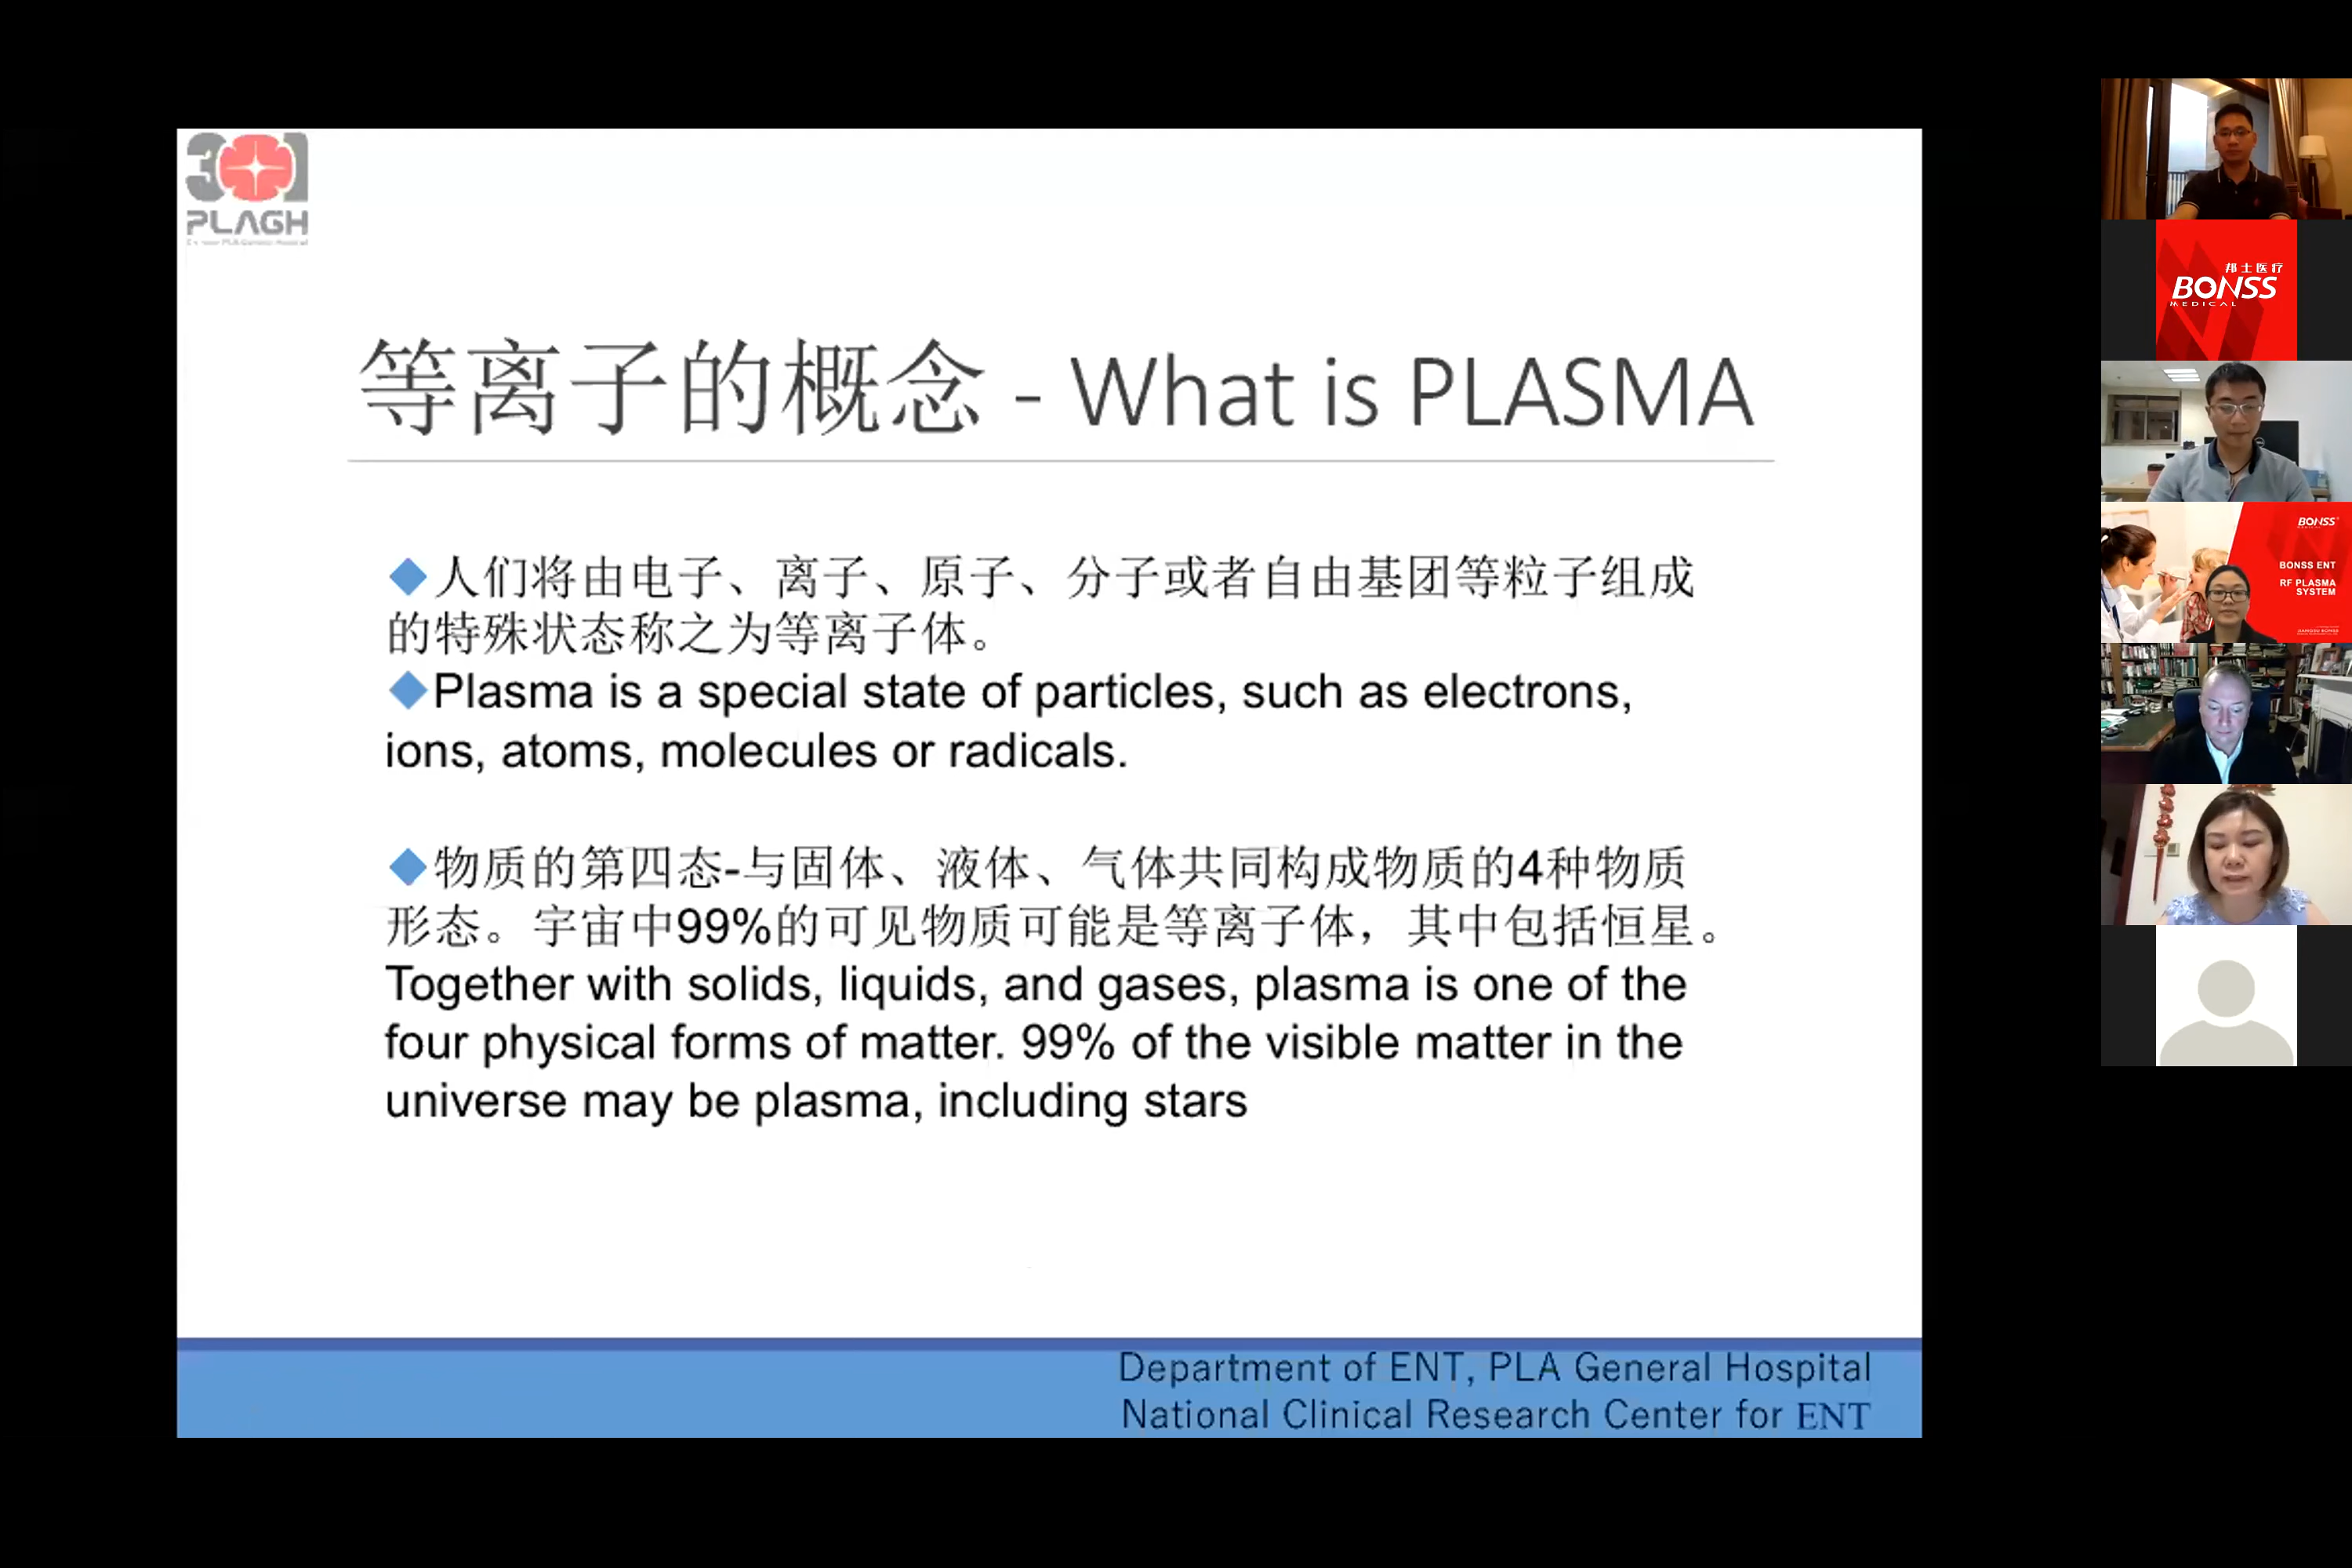 301
PLAGH
等离子的概念 - What is PLASMA
人们将由电子、离子、原子、分子或者自由基团等粒子组成
的特殊状态称之为等离子体。
Plasma is a special state of particles, such as electrons,
ions, atoms, molecules or radicals.
物质的第四态-与固体、液体、气体共同构成物质的4种物质
形态。宇宙中99%的可见物质可能是等离子体，其中包括恒星。
Together with solids, liquids, and gases, plasma is one of the
four physical forms of matter. 99% of the visible matter in the
universe may be plasma, including stars
Department of ENT, PLA General Hospital
National Clinical Research Center for ENT
邦士医疗
BONSS
MEDICAL
BONSS
BONSS ENT
RF PLASMA
SYSTEM